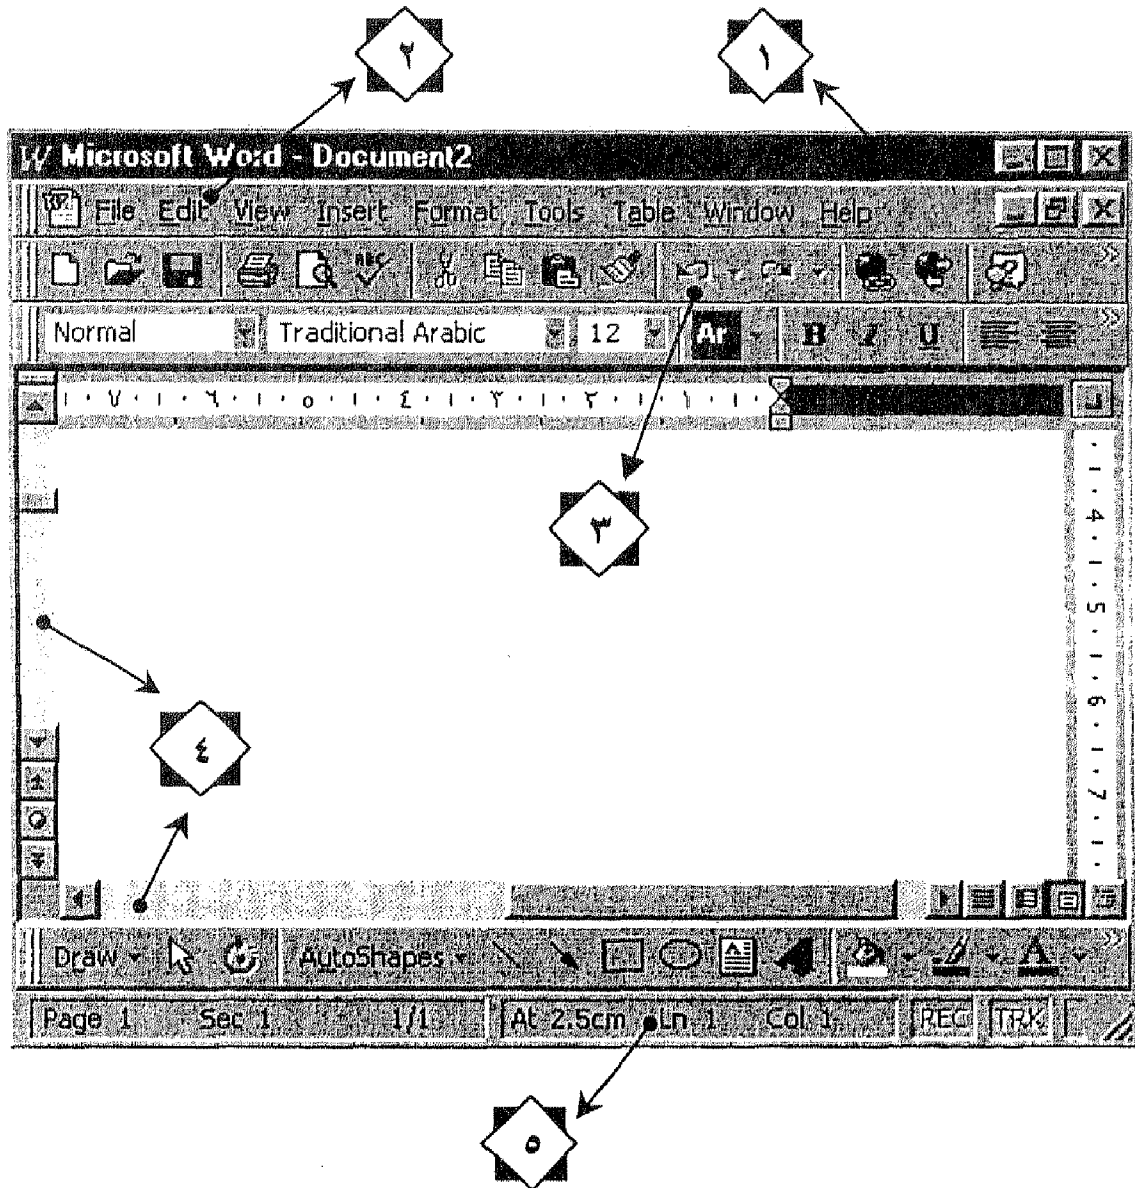 ٢ ١
Microsoft Word - Document2
File Edit View Insert Format Tools Table Window Help
ABC
Normal Traditional Arabic 12 Ar B I U
٧ ٦ ٥ ٤ ٣ ٢ ١
٣
4
5
6
7
٤
Draw AutoShapes A
Page 1 Sec 1 1/1 At 2.5cm Ln 1 Col 1 REC TRK
٥